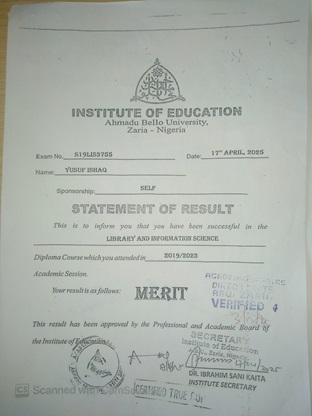 INSTITUTE OF EDUCATION
Ahmadu Bello University,
Zaria - Nigeria
Exam No. S19LIS3755 Date: 17TH APRIL, 2025
Name: YUSUF ISHAQ
Sponsorship: SELF
STATEMENT OF RESULT
This is to inform you that you have been successful in the
LIBRARY AND INFORMATION SCIENCE
Diploma Course which you attended in 2019/2023
Academic Session.
Your result is as follows: MERIT
VERIFIED
This result has been approved by the Professional and Academic Board of
the Institute of Education
SECRETARY
Institute of Education
Zaria, Nigeria
DR. IBRAHIM SANI KAITA
INSTITUTE SECRETARY
CS Scanned with CamSc
CERTIFIED TRUE